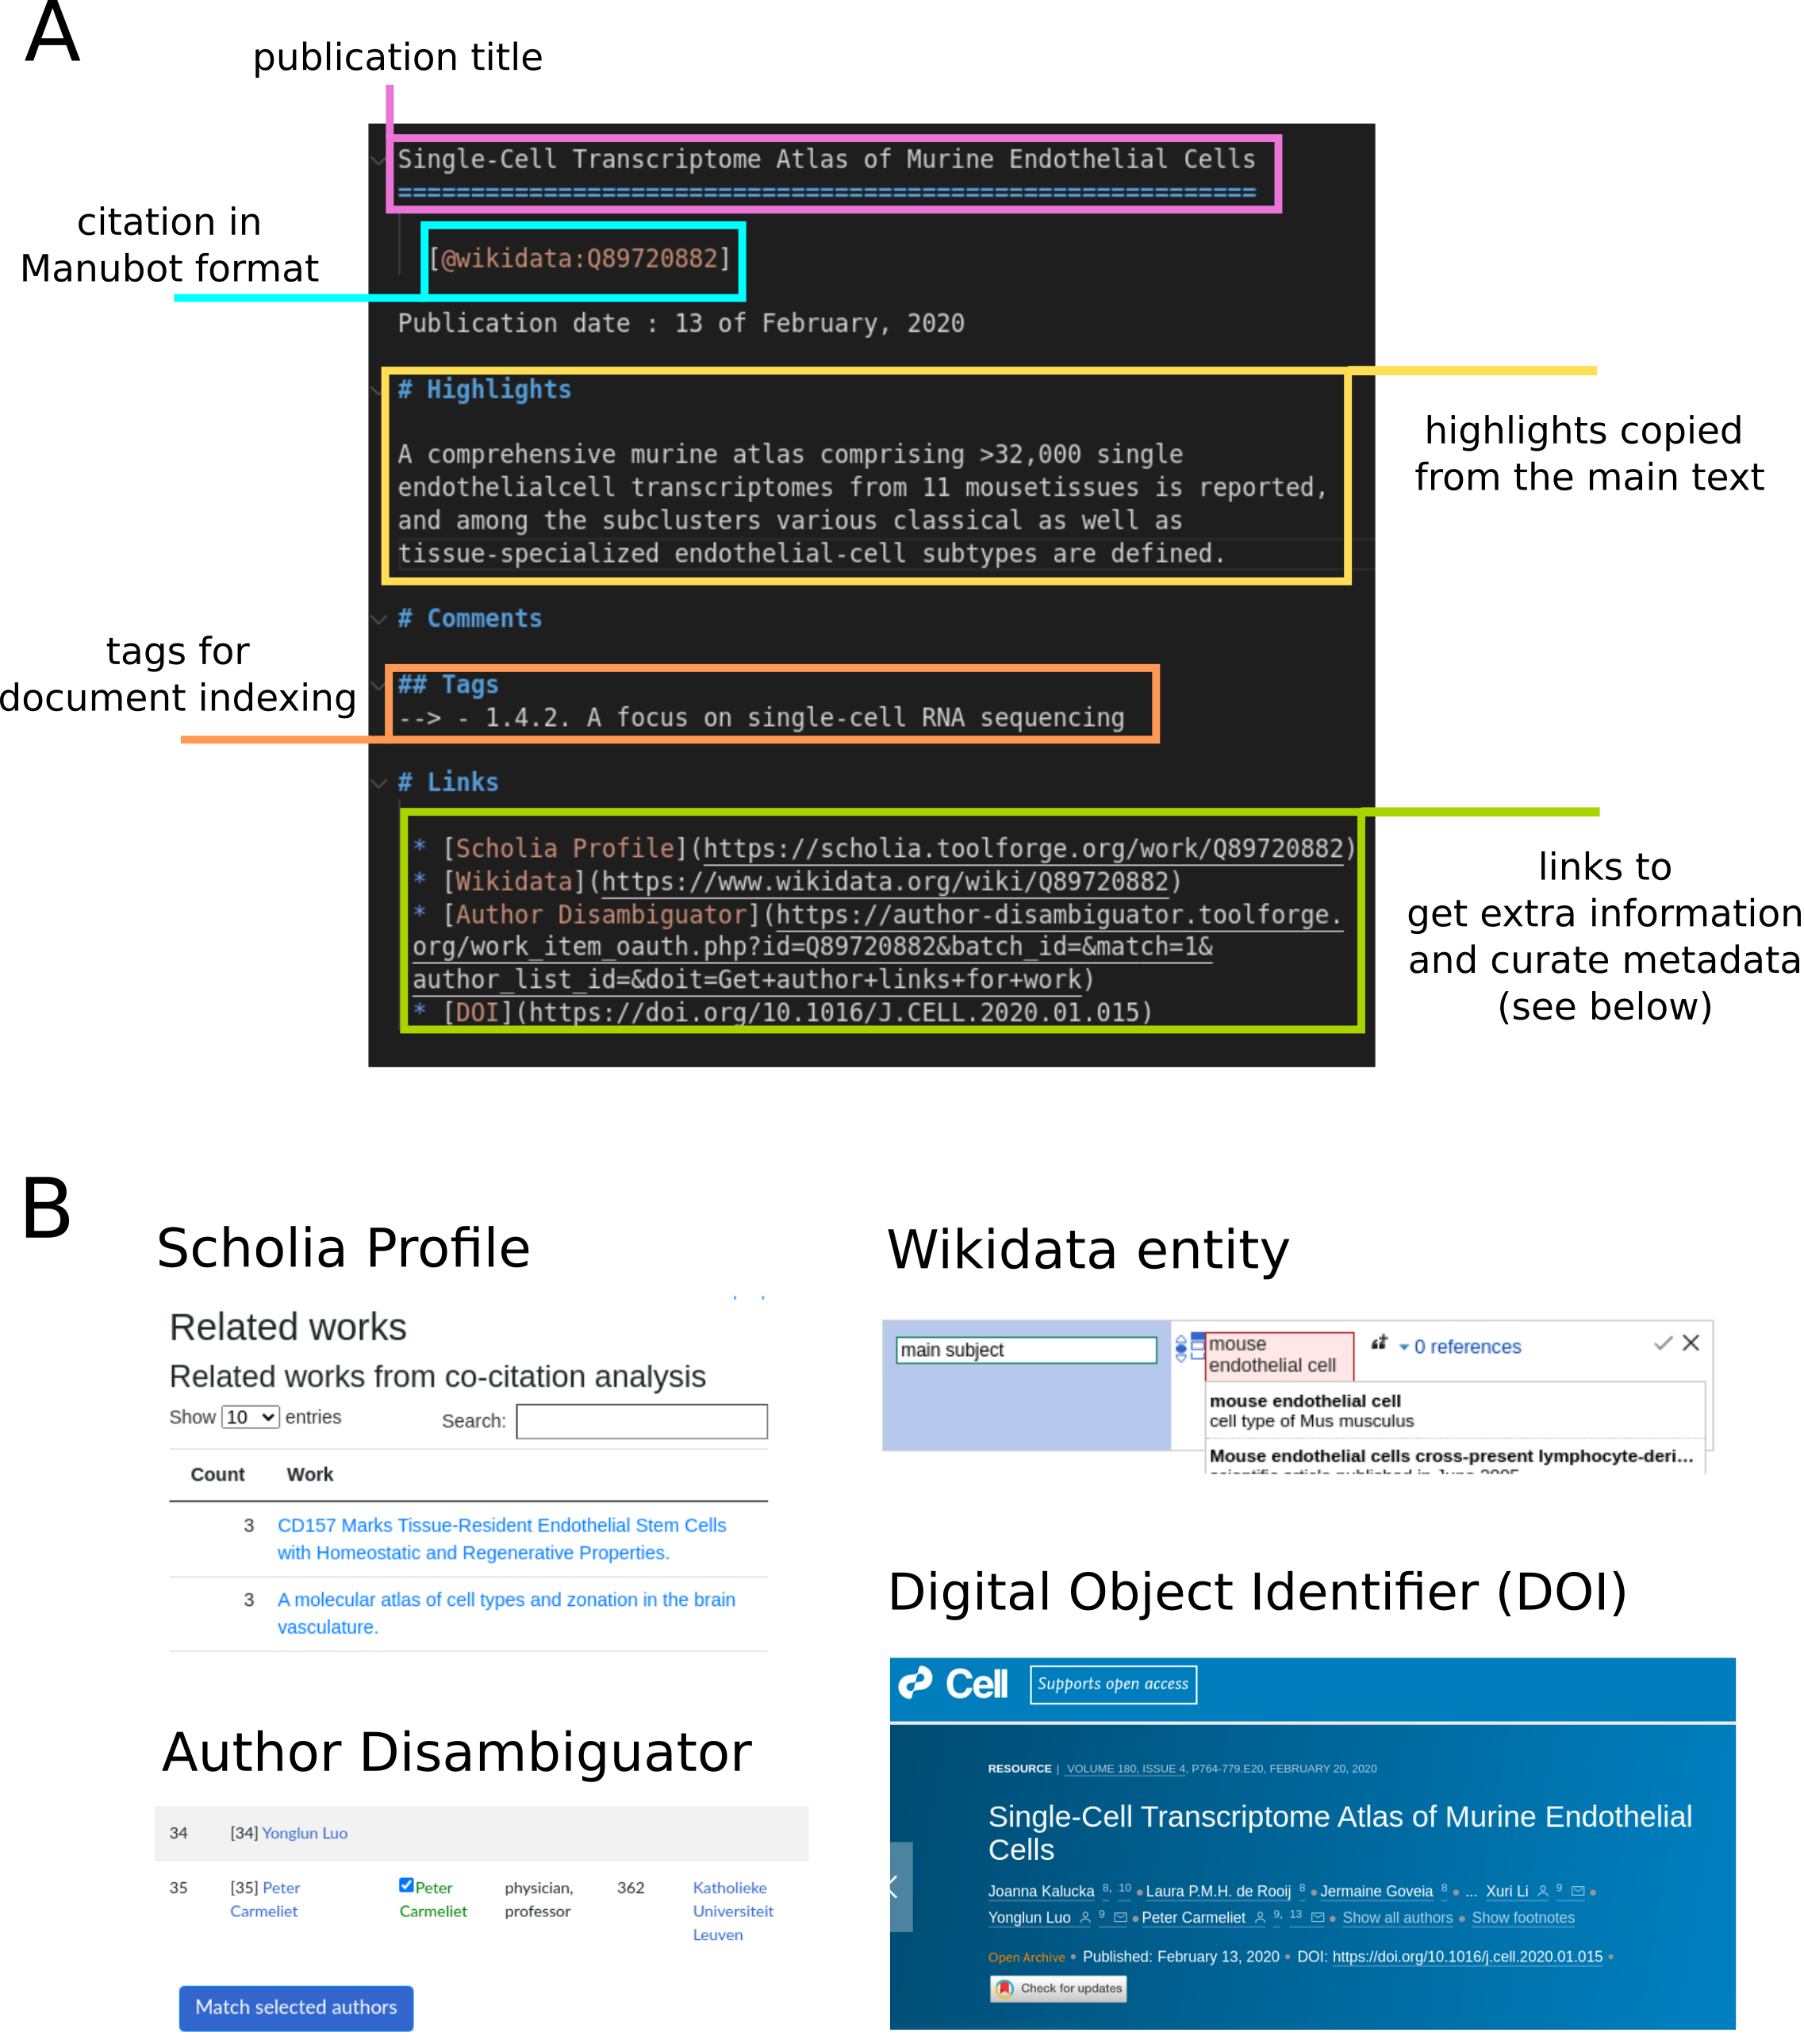 A
publication title
Single-Cell Transcriptome Atlas of Murine Endothelial Cells
===========================================================
citation in
Manubot format
[@wikidata:Q89720882]
Publication date : 13 of February, 2020
# Highlights
A comprehensive murine atlas comprising >32,000 single
endothelialcell transcriptomes from 11 mousetissues is reported,
and among the subclusters various classical as well as
tissue-specialized endothelial-cell subtypes are defined.
highlights copied
from the main text
# Comments
tags for
document indexing
## Tags
--> - 1.4.2. A focus on single-cell RNA sequencing
# Links
* [Scholia Profile](https://scholia.toolforge.org/work/Q89720882)
* [Wikidata](https://www.wikidata.org/wiki/Q89720882)
* [Author Disambiguator](https://author-disambiguator.toolforge.
org/work_item_oauth.php?id=Q89720882&batch_id=&match=1&
author_list_id=&doit=Get+author+links+for+work)
* [DOI](https://doi.org/10.1016/J.CELL.2020.01.015)
links to
get extra information
and curate metadata
(see below)
B
Scholia Profile
Related works
Related works from co-citation analysis
Show 10 entries Search:
Count Work
3 CD157 Marks Tissue-Resident Endothelial Stem Cells
with Homeostatic and Regenerative Properties.
3 A molecular atlas of cell types and zonation in the brain
vasculature.
Wikidata entity
main subject
mouse
endothelial cell
0 references
mouse endothelial cell
cell type of Mus musculus
Mouse endothelial cells cross-present lymphocyte-deri...
scientific article published in June 2005
Author Disambiguator
34 [34] Yonglun Luo
35 [35] Peter Peter physician, 362 Katholieke
Carmeliet Carmeliet professor Universiteit
Leuven
Match selected authors
Digital Object Identifier (DOI)
Cell Supports open access
RESOURCE | VOLUME 180, ISSUE 4, P764-779.E20, FEBRUARY 20, 2020
Single-Cell Transcriptome Atlas of Murine Endothelial
Cells
Joanna Kalucka 8, 10 • Laura P.M.H. de Rooij 8 • Jermaine Goveia 8 • ... Xuri Li 9 •
Yonglun Luo 9 • Peter Carmeliet 9, 13 • Show all authors • Show footnotes
Open Archive • Published: February 13, 2020 • DOI: https://doi.org/10.1016/j.cell.2020.01.015 •
Check for updates